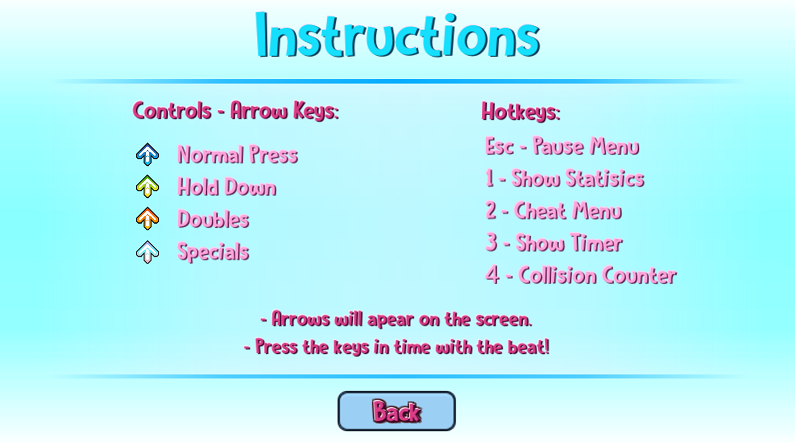 Instructions
Controls - Arrow Keys:
Normal Press
Hold Down
Doubles
Specials
Hotkeys:
Esc - Pause Menu
1 - Show Statisics
2 - Cheat Menu
3 - Show Timer
4 - Collision Counter
- Arrows will apear on the screen.
- Press the keys in time with the beat!
Back